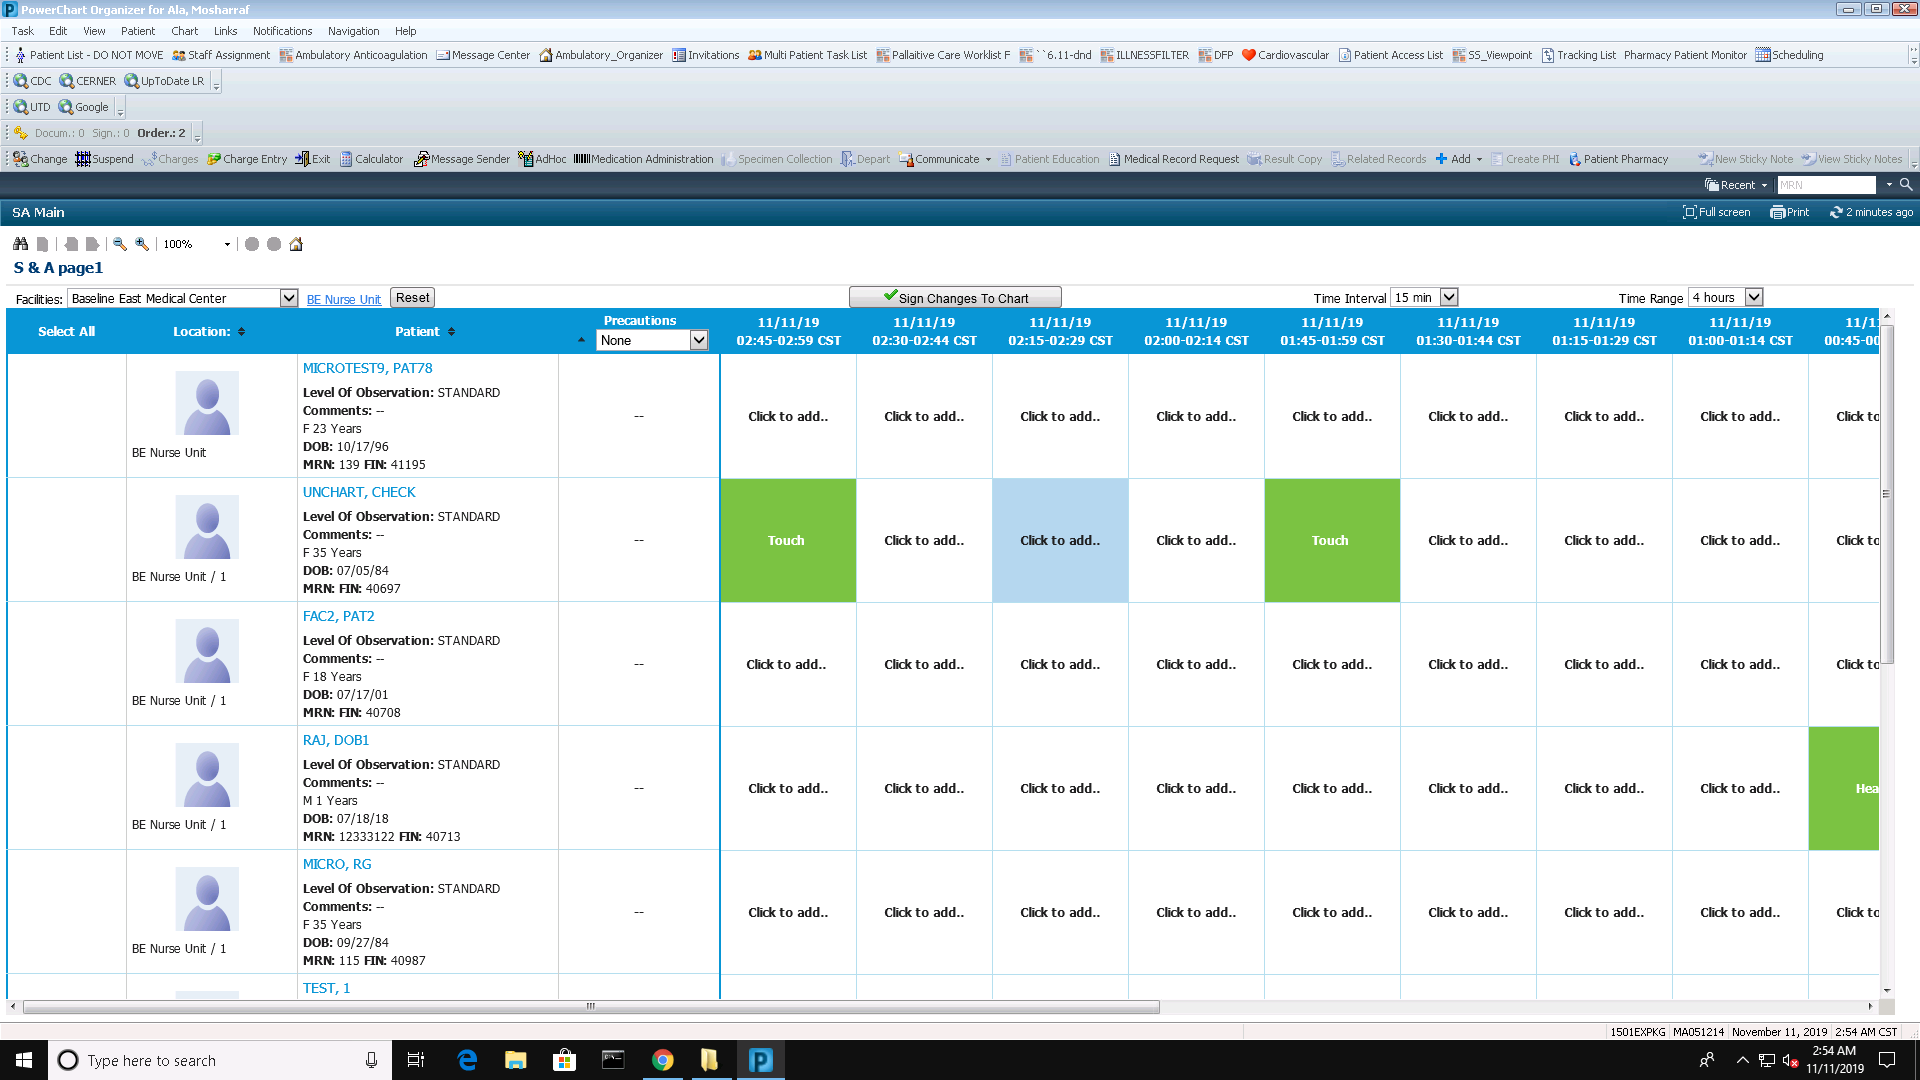 PowerChart Organizer for Ala, Mosharraf
Task Edit View Patient Chart Links Notifications Navigation Help
Patient List - DO NOT MOVE Staff Assignment Ambulatory Anticoagulation Message Center Ambulatory_Organizer Invitations Multi Patient Task List Pallaitive Care Worklist F ``6.11-dnd ILLNESSFILTER DFP Cardiovascular Patient Access List SS_Viewpoint Tracking List Pharmacy Patient Monitor Scheduling
CDC CERNER UpToDate LR
UTD Google
Docum.: 0 Sign.: 0 Order.: 2
Change Suspend Charges Charge Entry Exit Calculator Message Sender AdHoc Medication Administration Specimen Collection Depart Communicate Patient Education Medical Record Request Result Copy Related Records Add Create PHI Patient Pharmacy New Sticky Note View Sticky Notes
Recent MRN
SA Main Full screen Print 2 minutes ago
100%
S & A page1
Facilities: Baseline East Medical Center BE Nurse Unit Reset Sign Changes To Chart Time Interval 15 min Time Range 4 hours
Select All Location: Patient Precautions None
11/11/19 11/11/19 11/11/19 11/11/19 11/11/19 11/11/19 11/11/19 11/11/19 11/1
02:45-02:59 CST 02:30-02:44 CST 02:15-02:29 CST 02:00-02:14 CST 01:45-01:59 CST 01:30-01:44 CST 01:15-01:29 CST 01:00-01:14 CST 00:45-00
MICROTEST9, PAT78
Level Of Observation: STANDARD
Comments: --
F 23 Years
DOB: 10/17/96
MRN: 139 FIN: 41195
BE Nurse Unit
-- Click to add.. Click to add.. Click to add.. Click to add.. Click to add.. Click to add.. Click to add.. Click to add.. Click to
UNCHART, CHECK
Level Of Observation: STANDARD
Comments: --
F 35 Years
DOB: 07/05/84
MRN: FIN: 40697
BE Nurse Unit / 1
-- Touch Click to add.. Click to add.. Click to add.. Touch Click to add.. Click to add.. Click to add.. Click to
FAC2, PAT2
Level Of Observation: STANDARD
Comments: --
F 18 Years
DOB: 07/17/01
MRN: FIN: 40708
BE Nurse Unit / 1
-- Click to add.. Click to add.. Click to add.. Click to add.. Click to add.. Click to add.. Click to add.. Click to add.. Click to
RAJ, DOB1
Level Of Observation: STANDARD
Comments: --
M 1 Years
DOB: 07/18/18
MRN: 12333122 FIN: 40713
BE Nurse Unit / 1
-- Click to add.. Click to add.. Click to add.. Click to add.. Click to add.. Click to add.. Click to add.. Click to add.. Hea
MICRO, RG
Level Of Observation: STANDARD
Comments: --
F 35 Years
DOB: 09/27/84
MRN: 115 FIN: 40987
BE Nurse Unit / 1
-- Click to add.. Click to add.. Click to add.. Click to add.. Click to add.. Click to add.. Click to add.. Click to add.. Click to
TEST, 1
1501EXPKG MA051214 November 11, 2019 2:54 AM CST
Type here to search
2:54 AM
11/11/2019